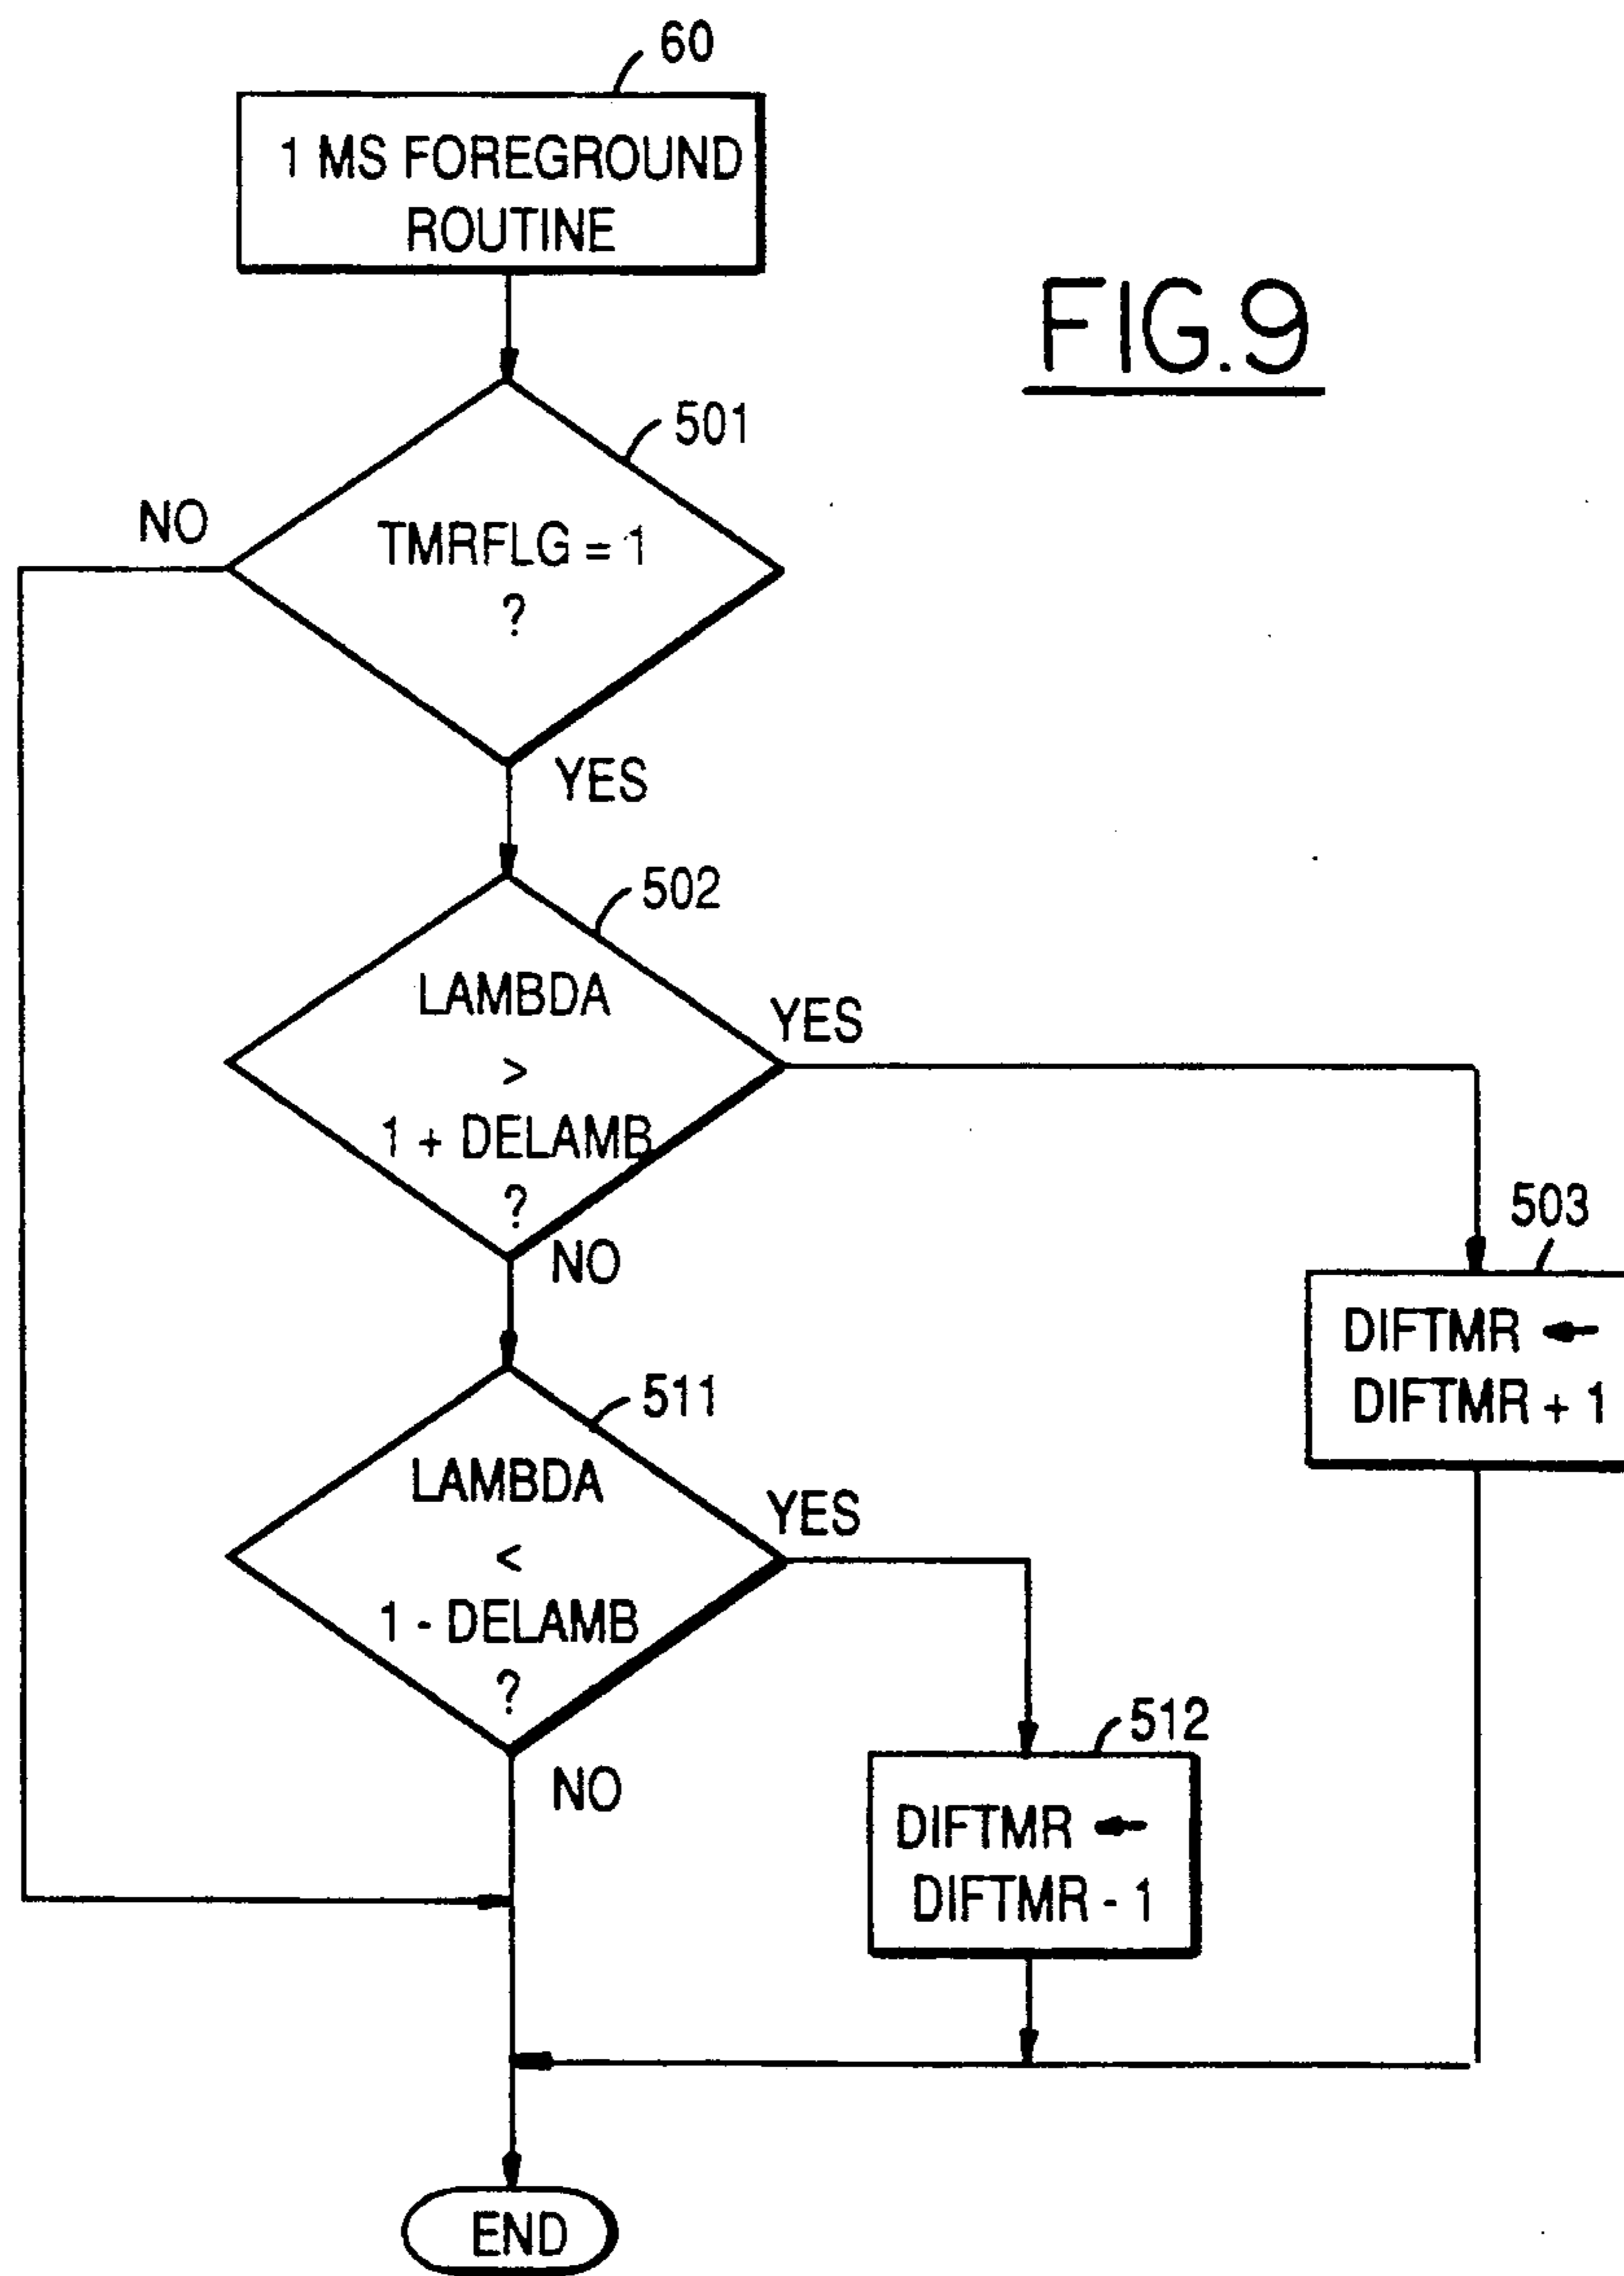 60
1 MS FOREGROUND
ROUTINE
FIG.9
501
NO
TMRFLG = 1
?
YES
502
LAMBDA
>
1 + DELAMB
?
YES
NO
503
DIFTMR ←
DIFTMR + 1
511
LAMBDA
<
1 - DELAMB
?
YES
NO
512
DIFTMR ←
DIFTMR - 1
END